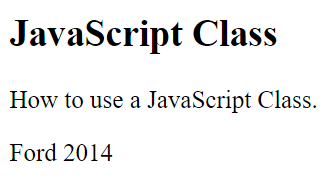 JavaScript Class
How to use a JavaScript Class.
Ford 2014